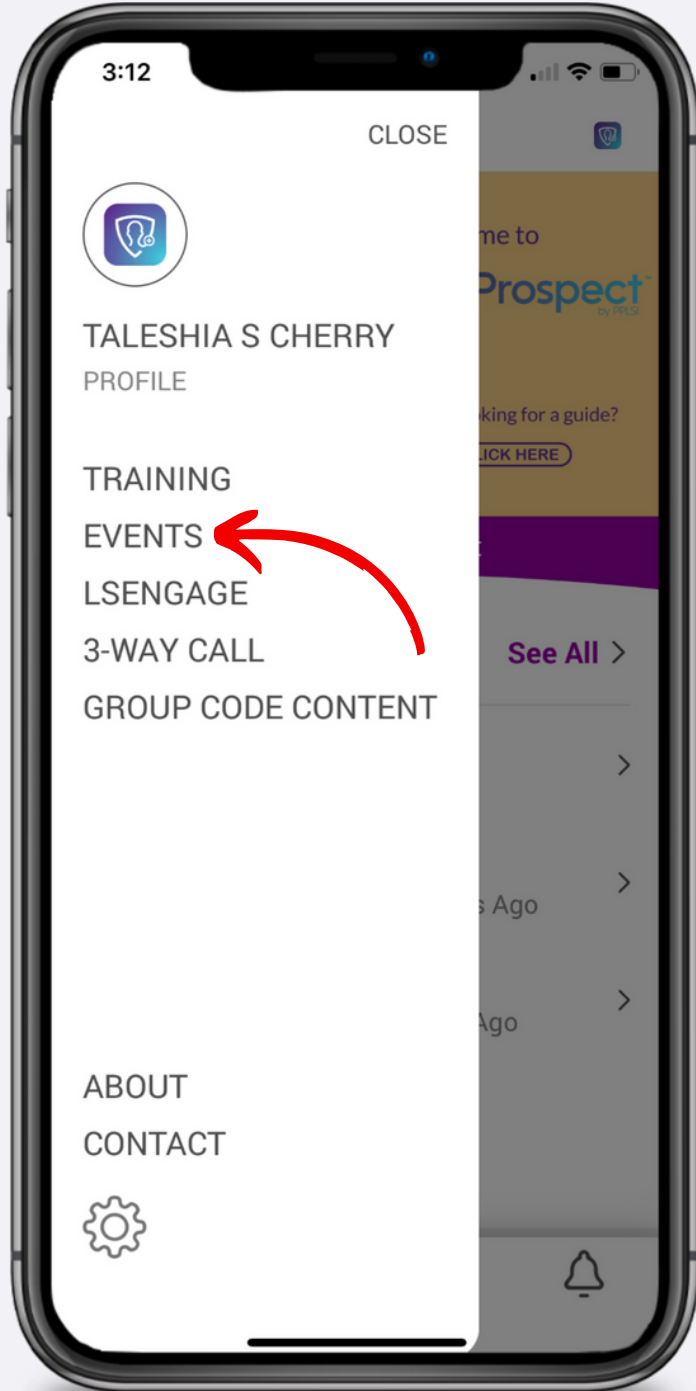 3:12
CLOSE
me to
Prospect™
by PPLSI
TALESHIA S CHERRY
PROFILE
king for a guide?
LICK HERE
TRAINING
EVENTS
LSENGAGE
3-WAY CALL
See All >
GROUP CODE CONTENT
s Ago
Ago
ABOUT
CONTACT